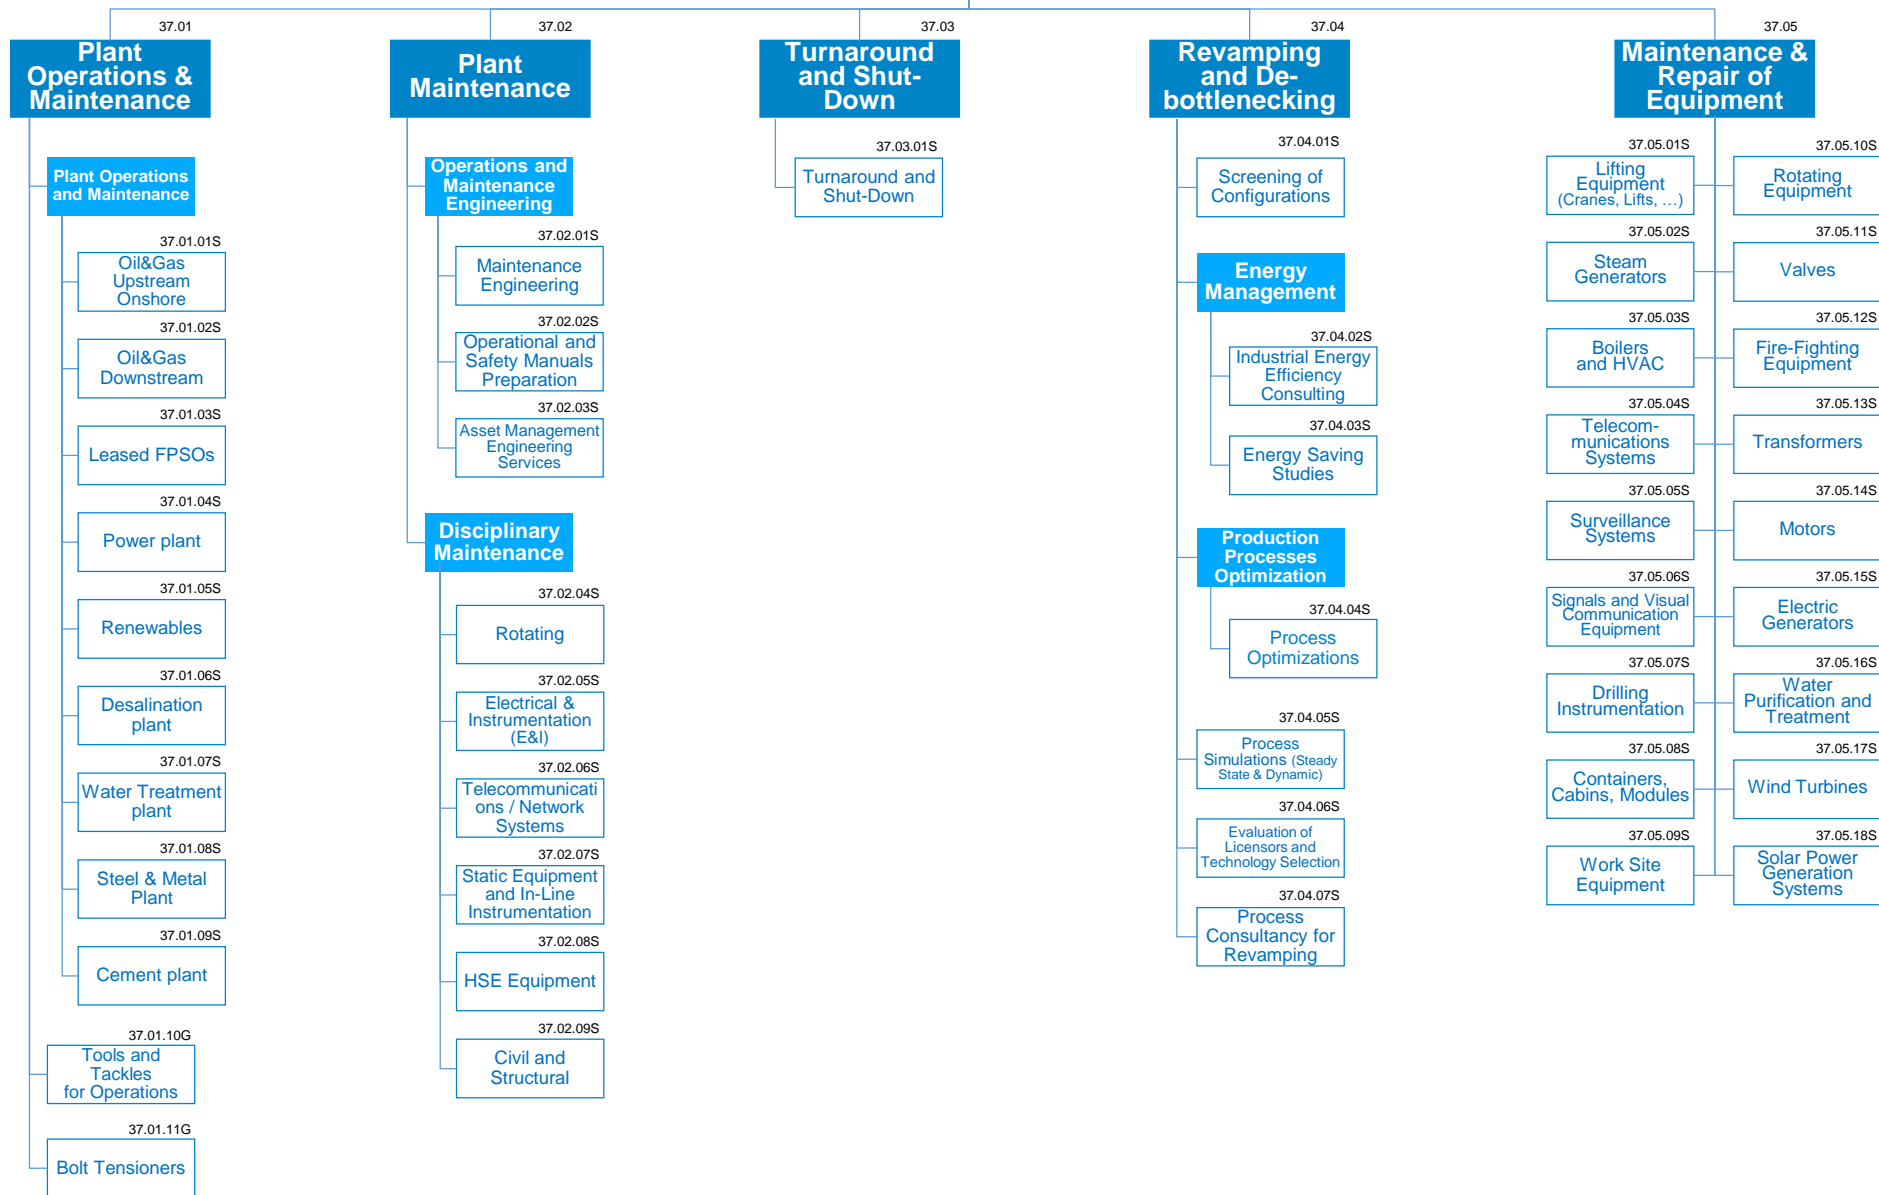 37.01
Plant
Operations &
Maintenance
Plant Operations
and Maintenance
37.01.01S
Oil&Gas
Upstream
Onshore
37.01.02S
Oil&Gas
Downstream
37.01.03S
Leased FPSOs
37.01.04S
Power plant
37.01.05S
Renewables
37.01.06S
Desalination
plant
37.01.07S
Water Treatment
plant
37.01.08S
Steel & Metal
Plant
37.01.09S
Cement plant
37.01.10G
Tools and
Tackles
for Operations
37.01.11G
Bolt Tensioners
37.02
Plant
Maintenance
Operations and
Maintenance
Engineering
37.02.01S
Maintenance
Engineering
37.02.02S
Operational and
Safety Manuals
Preparation
37.02.03S
Asset Management
Engineering
Services
Disciplinary
Maintenance
37.02.04S
Rotating
37.02.05S
Electrical &
Instrumentation
(E&I)
37.02.06S
Telecommunicati
ons / Network
Systems
37.02.07S
Static Equipment
and In-Line
Instrumentation
37.02.08S
HSE Equipment
37.02.09S
Civil and
Structural
37.03
Turnaround
and Shut-
Down
37.03.01S
Turnaround and
Shut-Down
37.04
Revamping
and De-
bottlenecking
37.04.01S
Screening of
Configurations
Energy
Management
37.04.02S
Industrial Energy
Efficiency
Consulting
37.04.03S
Energy Saving
Studies
Production
Processes
Optimization
37.04.04S
Process
Optimizations
37.04.05S
Process
Simulations (Steady
State & Dynamic)
37.04.06S
Evaluation of
Licensors and
Technology Selection
37.04.07S
Process
Consultancy for
Revamping
37.05
Maintenance &
Repair of
Equipment
37.05.01S
Lifting
Equipment
(Cranes, Lifts, …)
37.05.02S
Steam
Generators
37.05.03S
Boilers
and HVAC
37.05.04S
Telecom-
munications
Systems
37.05.05S
Surveillance
Systems
37.05.06S
Signals and Visual
Communication
Equipment
37.05.07S
Drilling
Instrumentation
37.05.08S
Containers,
Cabins, Modules
37.05.09S
Work Site
Equipment
37.05.10S
Rotating
Equipment
37.05.11S
Valves
37.05.12S
Fire-Fighting
Equipment
37.05.13S
Transformers
37.05.14S
Motors
37.05.15S
Electric
Generators
37.05.16S
Water
Purification and
Treatment
37.05.17S
Wind Turbines
37.05.18S
Solar Power
Generation
Systems